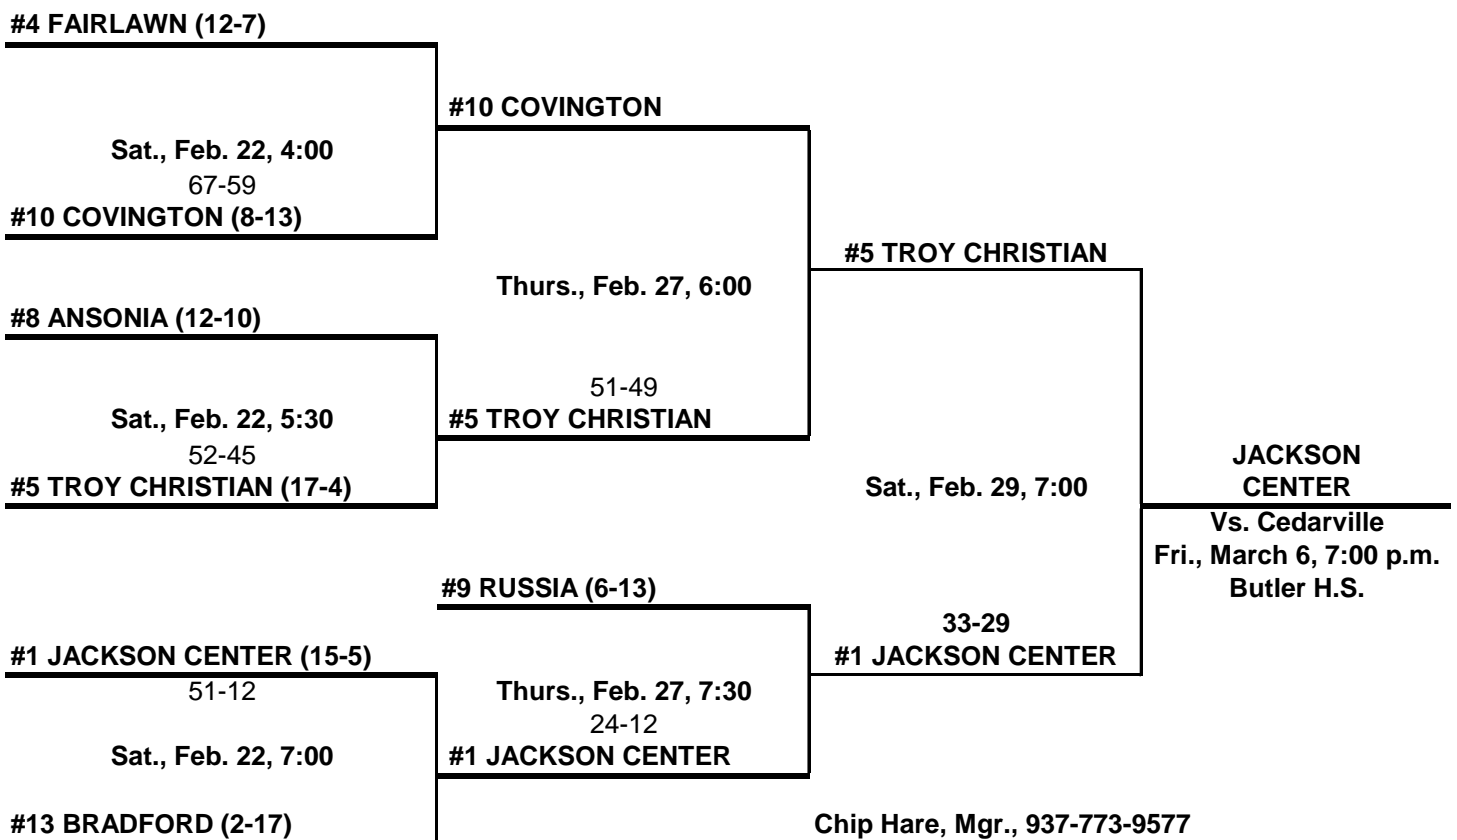 #4 FAIRLAWN (12-7)
#10 COVINGTON
Sat., Feb. 22, 4:00
67-59
#10 COVINGTON (8-13)
#5 TROY CHRISTIAN
Thurs., Feb. 27, 6:00
#8 ANSONIA (12-10)
51-49
Sat., Feb. 22, 5:30
#5 TROY CHRISTIAN
52-45
#5 TROY CHRISTIAN (17-4)
Sat., Feb. 29, 7:00
JACKSON
CENTER
Vs. Cedarville
Fri., March 6, 7:00 p.m.
Butler H.S.
#9 RUSSIA (6-13)
33-29
#1 JACKSON CENTER (15-5)
#1 JACKSON CENTER
51-12
Thurs., Feb. 27, 7:30
24-12
Sat., Feb. 22, 7:00
#1 JACKSON CENTER
#13 BRADFORD (2-17)
Chip Hare, Mgr., 937-773-9577